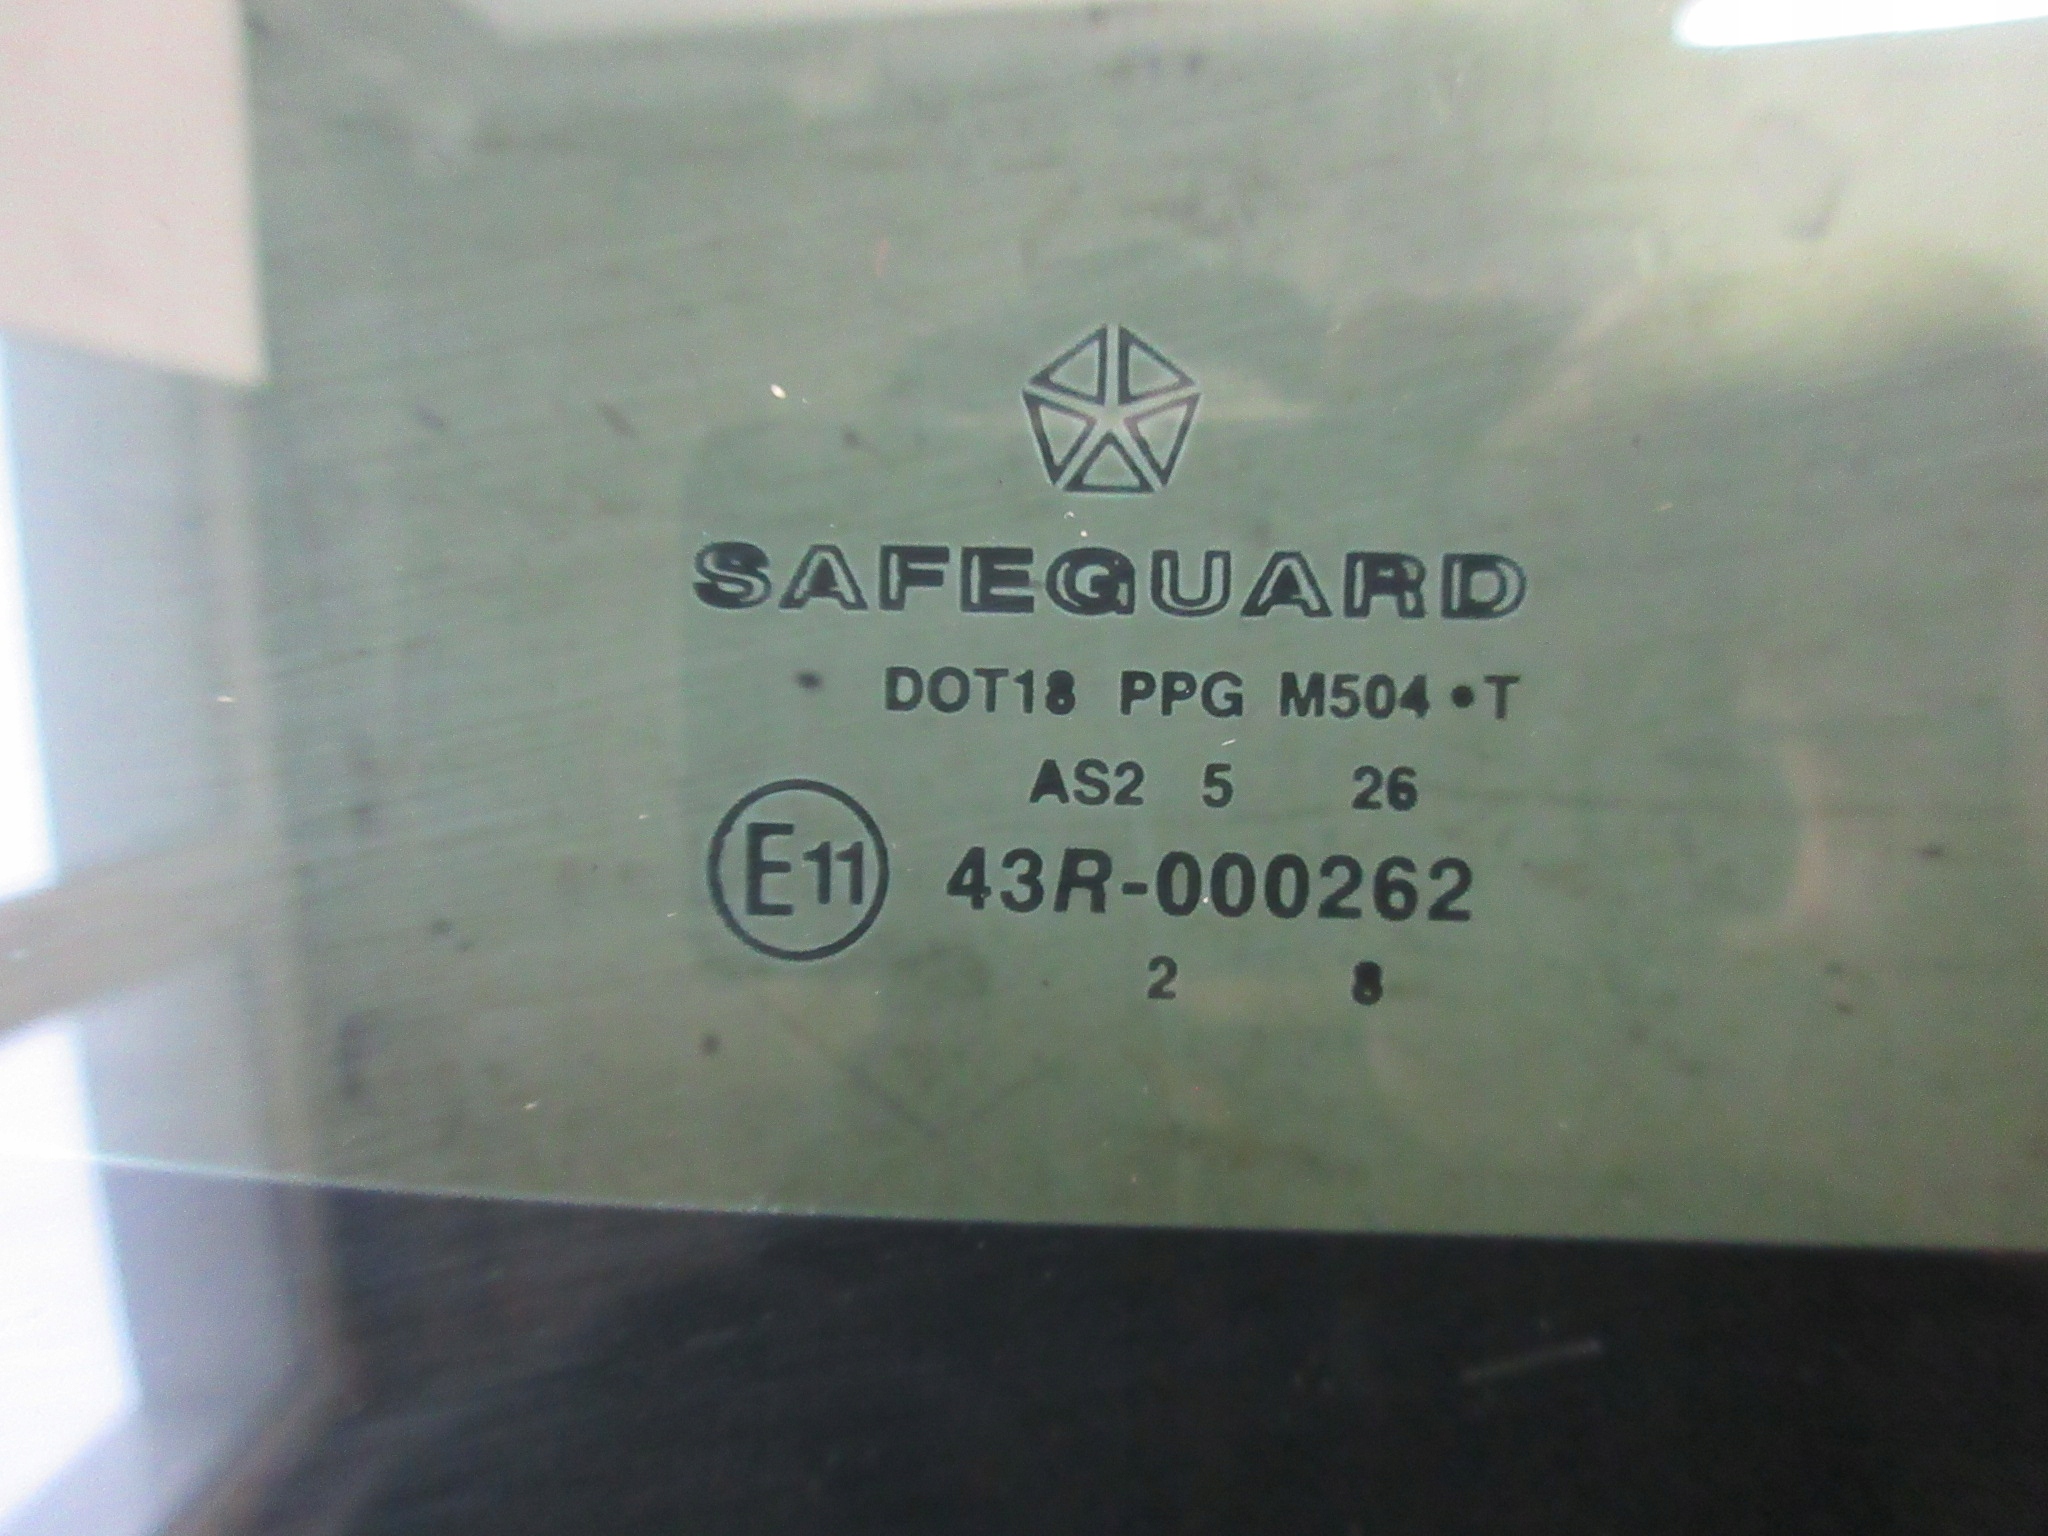 SAFEGUARD
DOT18 PPG M504 • T
AS2 5 26
E11 43R-000262
2 8